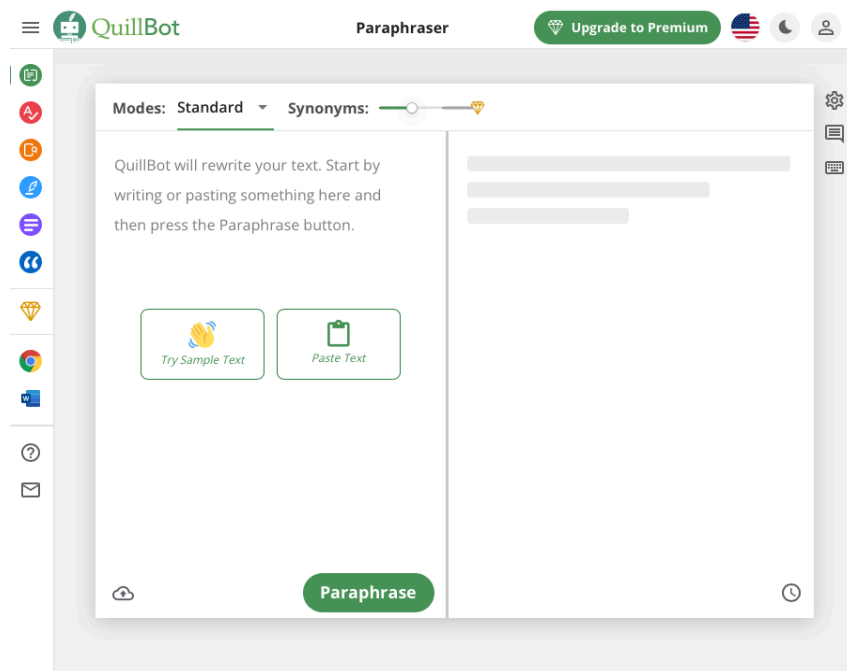 QuillBot
Paraphraser
Upgrade to Premium
Modes: Standard
Synonyms:
QuillBot will rewrite your text. Start by
writing or pasting something here and
then press the Paraphrase button.
Try Sample Text
Paste Text
Paraphrase